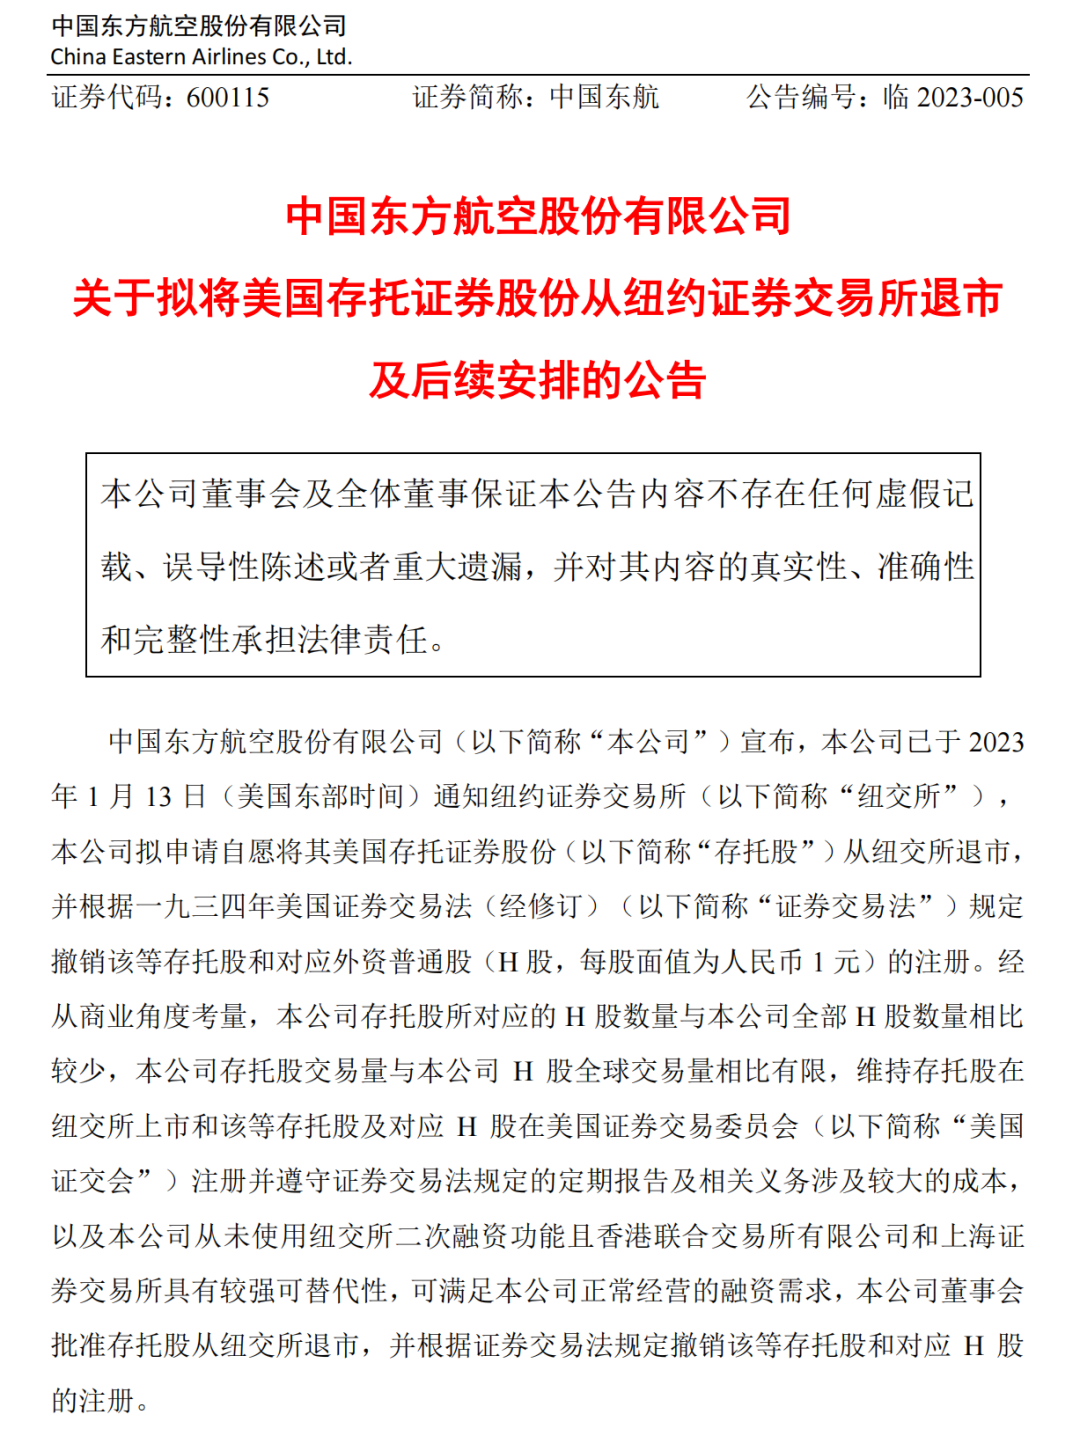 中国东方航空股份有限公司
China Eastern Airlines Co., Ltd.
证券代码：600115 证券简称：中国东航 公告编号：临 2023-005
中国东方航空股份有限公司
关于拟将美国存托证券股份从纽约证券交易所退市
及后续安排的公告
本公司董事会及全体董事保证本公告内容不存在任何虚假记
载、误导性陈述或者重大遗漏，并对其内容的真实性、准确性
和完整性承担法律责任。
中国东方航空股份有限公司（以下简称“本公司”）宣布，本公司已于 2023
年 1 月 13 日（美国东部时间）通知纽约证券交易所（以下简称“纽交所”），
本公司拟申请自愿将其美国存托证券股份（以下简称“存托股”）从纽交所退市，
并根据一九三四年美国证券交易法（经修订）（以下简称“证券交易法”）规定
撤销该等存托股和对应外资普通股（H 股，每股面值为人民币 1 元）的注册。经
从商业角度考量，本公司存托股所对应的 H 股数量与本公司全部 H 股数量相比
较少，本公司存托股交易量与本公司 H 股全球交易量相比有限，维持存托股在
纽交所上市和该等存托股及对应 H 股在美国证券交易委员会（以下简称“美国
证交会”）注册并遵守证券交易法规定的定期报告及相关义务涉及较大的成本，
以及本公司从未使用纽交所二次融资功能且香港联合交易所有限公司和上海证
券交易所具有较强可替代性，可满足本公司正常经营的融资需求，本公司董事会
批准存托股从纽交所退市，并根据证券交易法规定撤销该等存托股和对应 H 股
的注册。